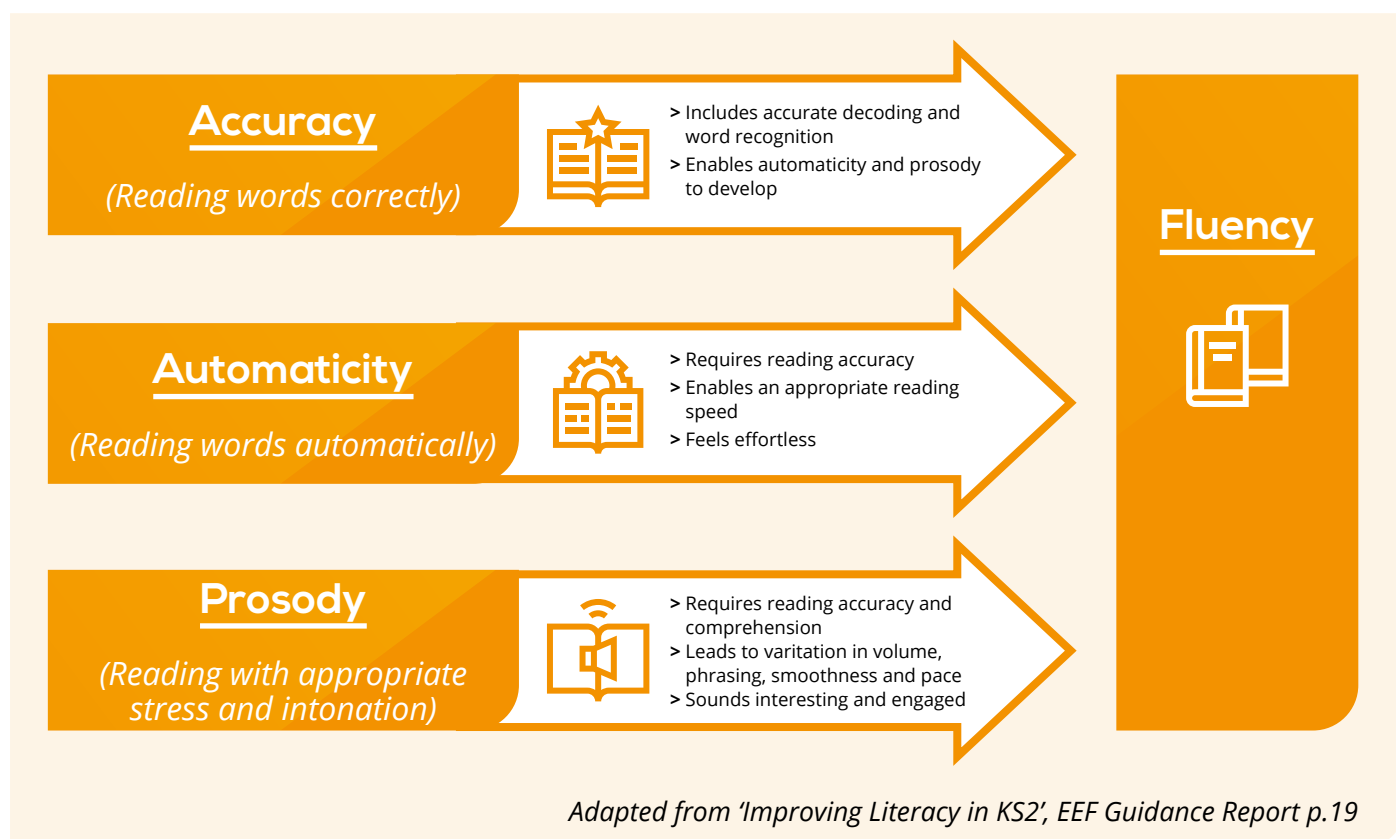 Accuracy
(Reading words correctly)
> Includes accurate decoding and
word recognition
> Enables automaticity and prosody
to develop
Automaticity
(Reading words automatically)
> Requires reading accuracy
> Enables an appropriate reading
speed
> Feels effortless
Prosody
(Reading with appropriate
stress and intonation)
> Requires reading accuracy and
comprehension
> Leads to varitation in volume,
phrasing, smoothness and pace
> Sounds interesting and engaged
Fluency
Adapted from ‘Improving Literacy in KS2’, EEF Guidance Report p.19